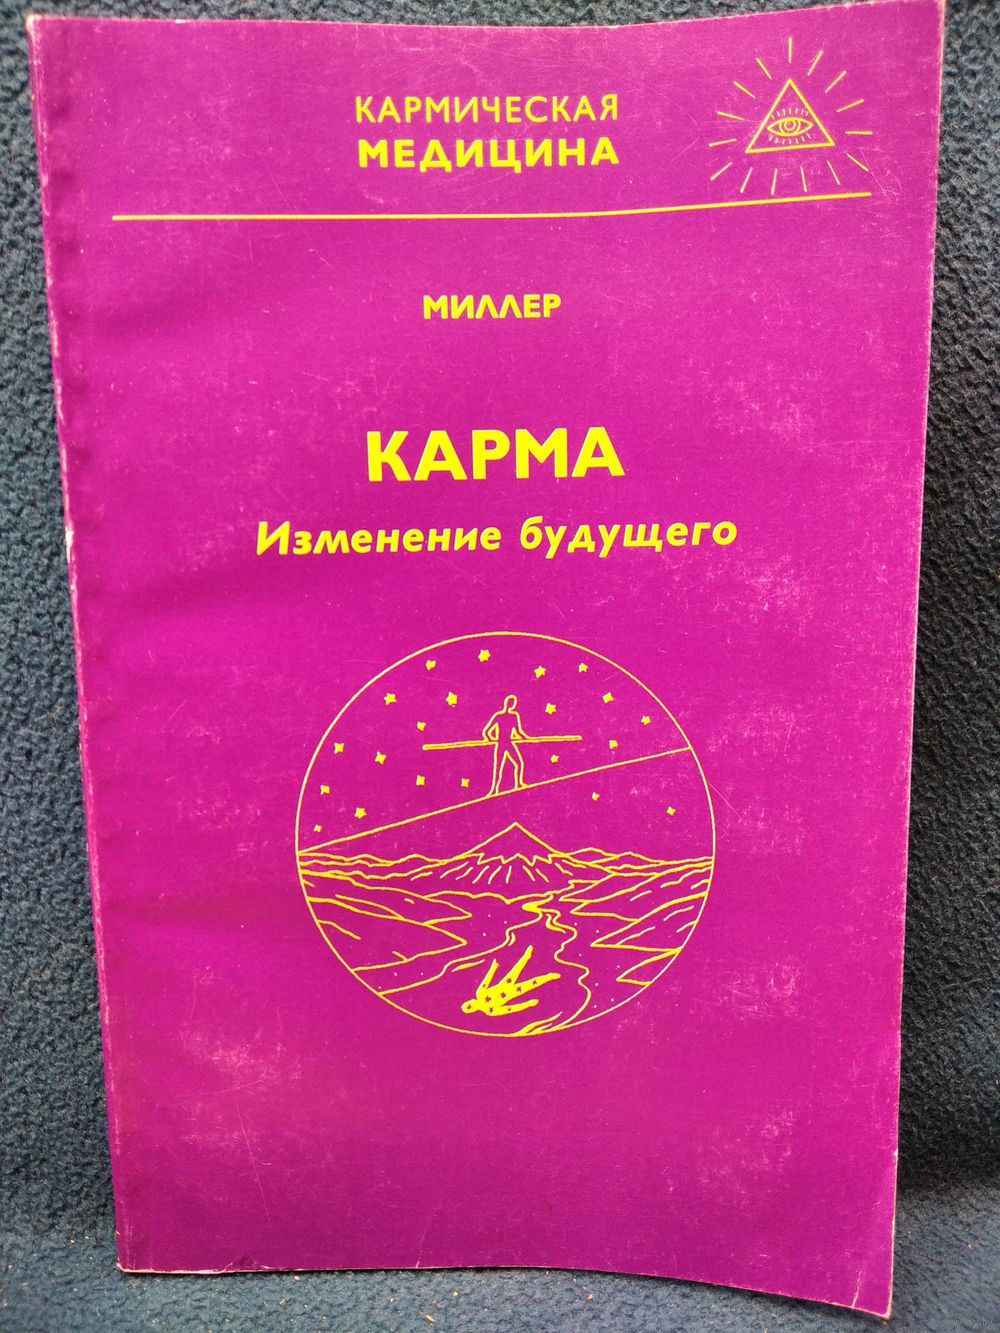 КАРМИЧЕСКАЯ
МЕДИЦИНА
МИЛЛЕР
КАРМА
Изменение будущего